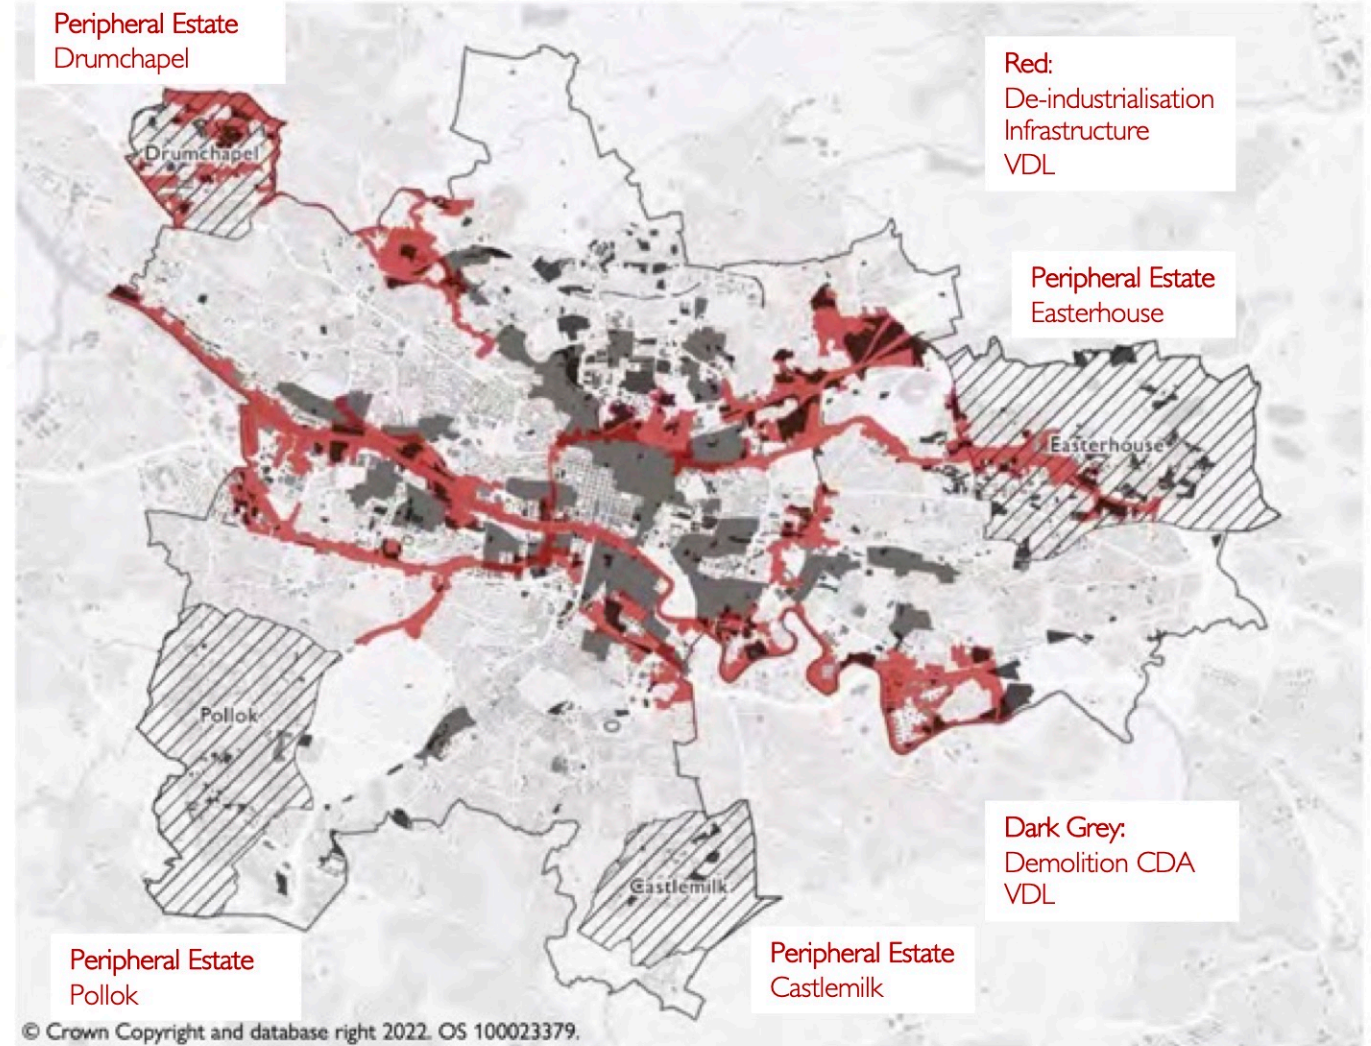 Peripheral Estate
Drumchapel
Red:
De-industrialisation
Infrastructure
VDL
Drumchapel
Peripheral Estate
Easterhouse
Easterhouse
Pollok
Dark Grey:
Demolition CDA
VDL
Castlemilk
Peripheral Estate
Pollok
Peripheral Estate
Castlemilk
© Crown Copyright and database right 2022. OS 100023379.